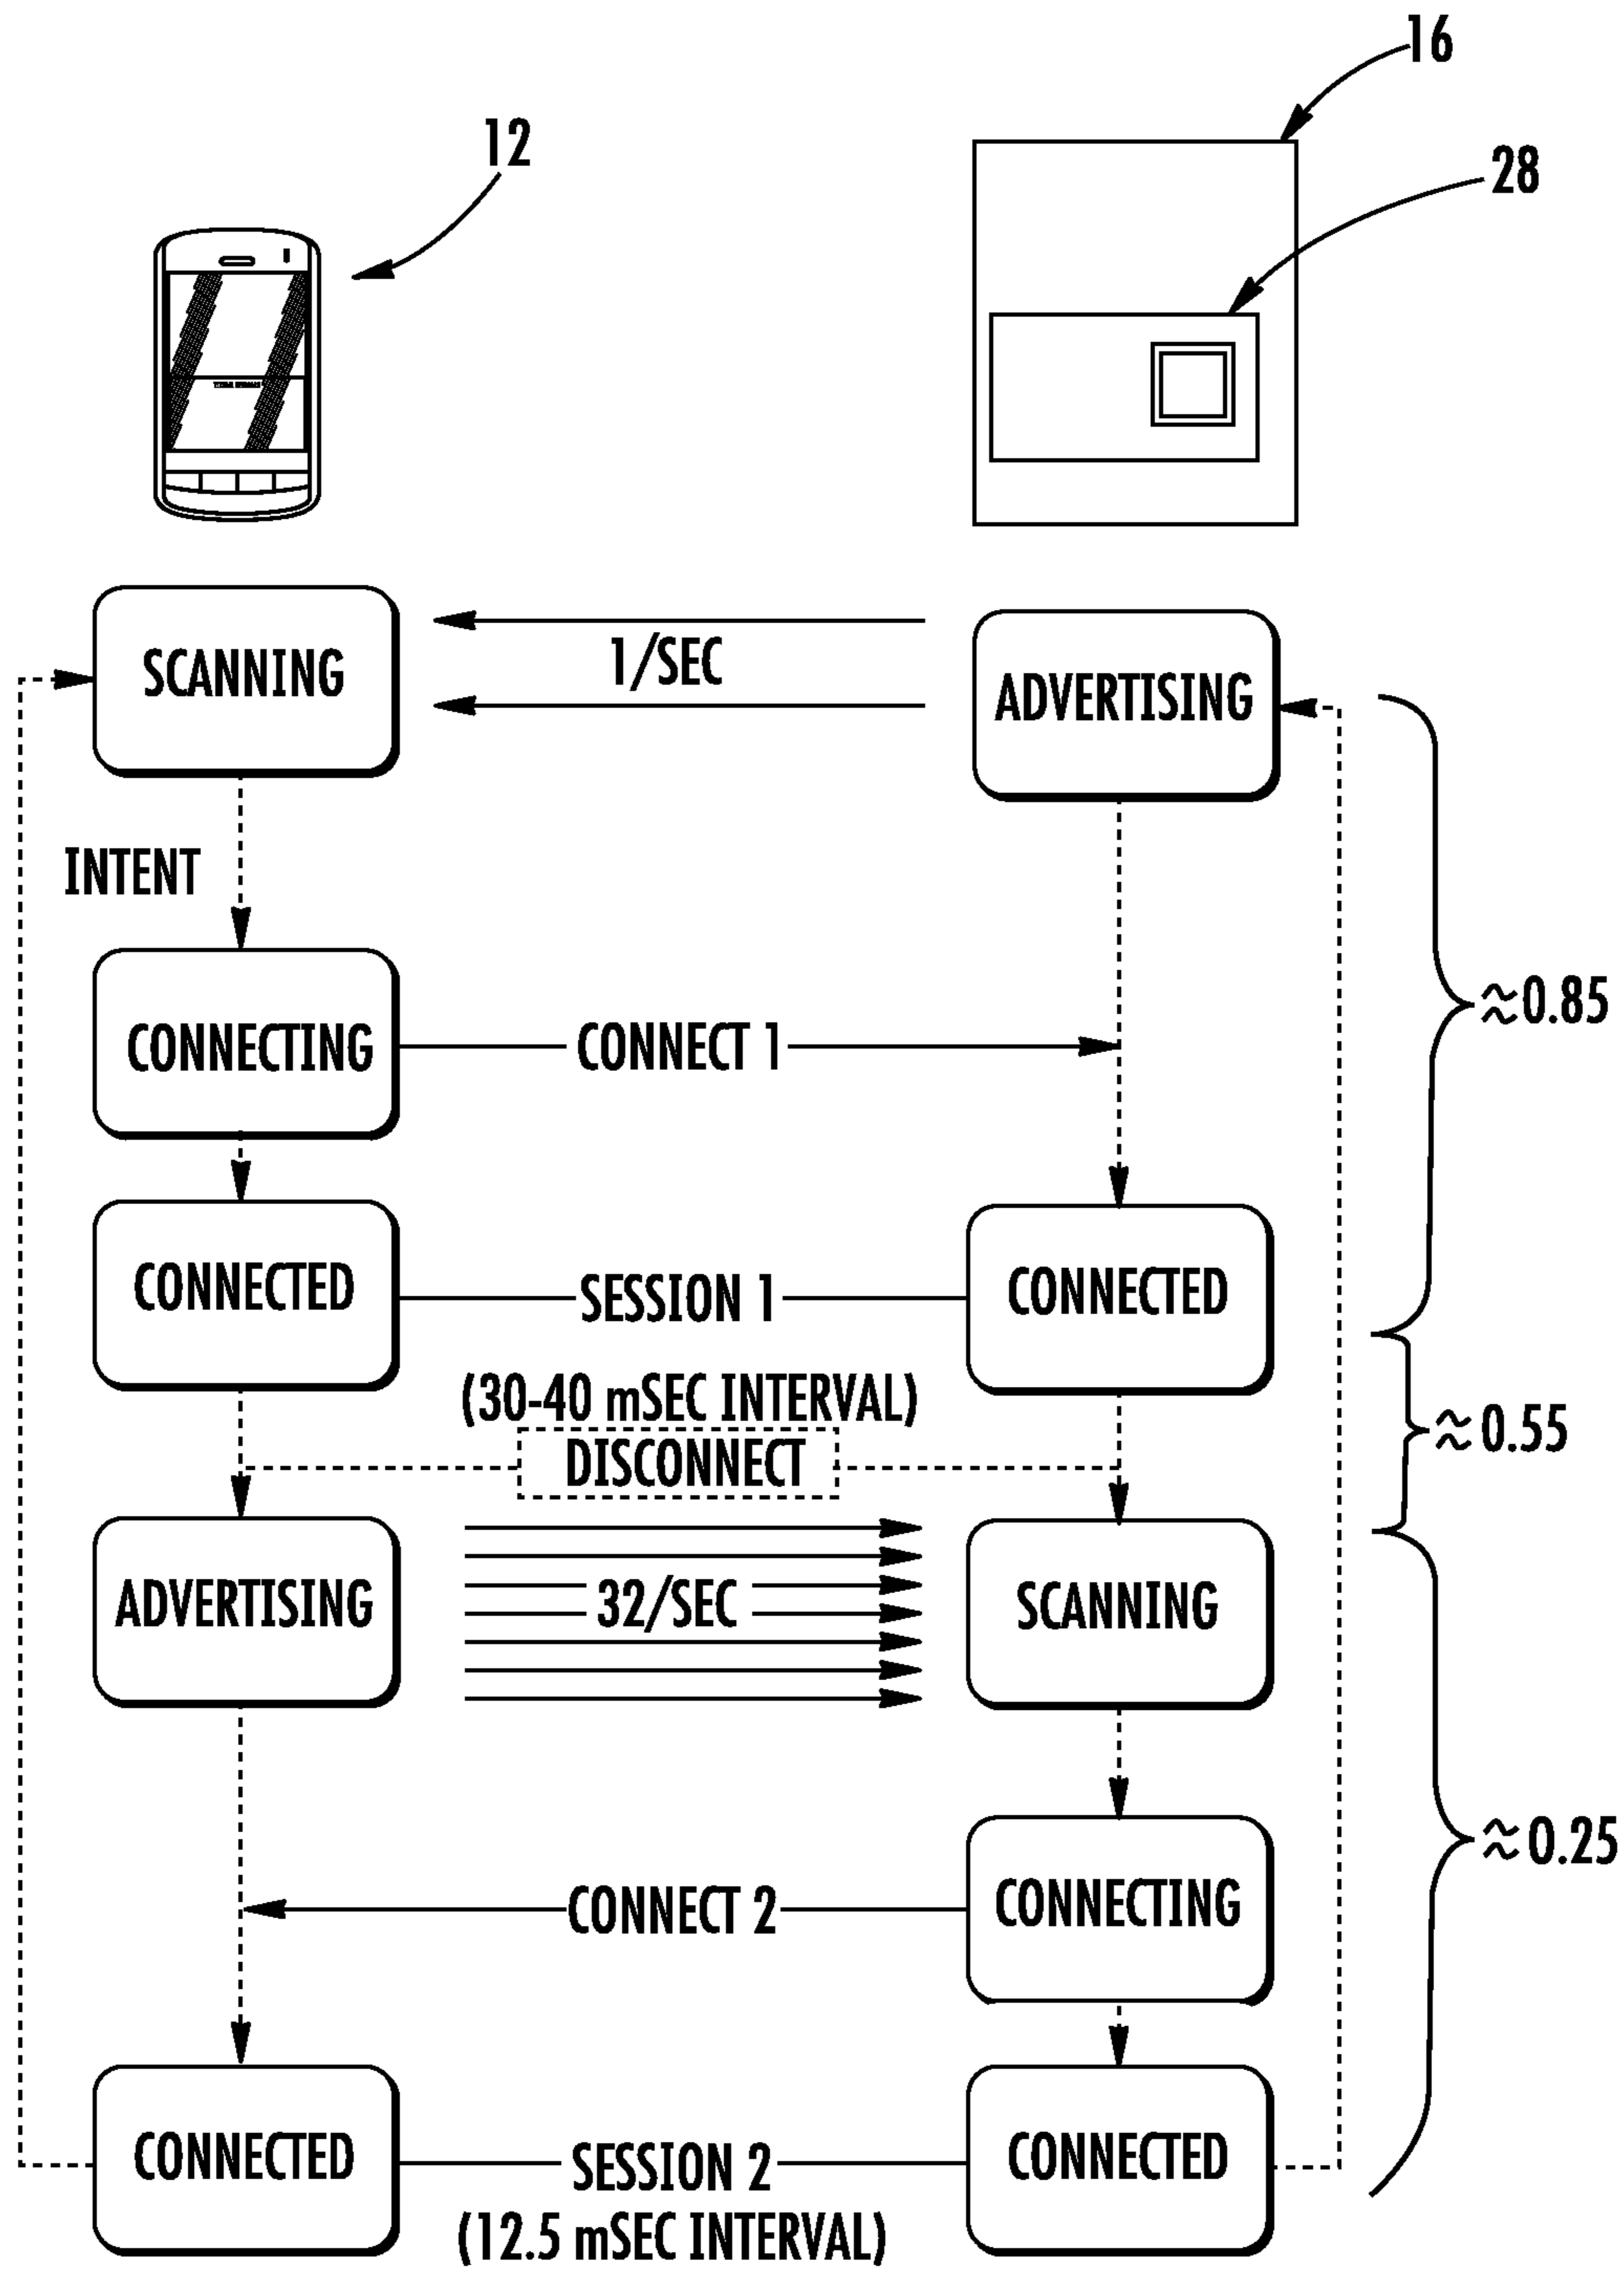 16
12
28
SCANNING
1/SEC
ADVERTISING
INTENT
≈0.85
CONNECTING
CONNECT 1
CONNECTED
SESSION 1
CONNECTED
(30-40 mSEC INTERVAL)
≈ 0.55
DISCONNECT
ADVERTISING
32/SEC
SCANNING
≈0.25
CONNECT 2
CONNECTING
CONNECTED
SESSION 2
CONNECTED
(12.5 mSEC INTERVAL)